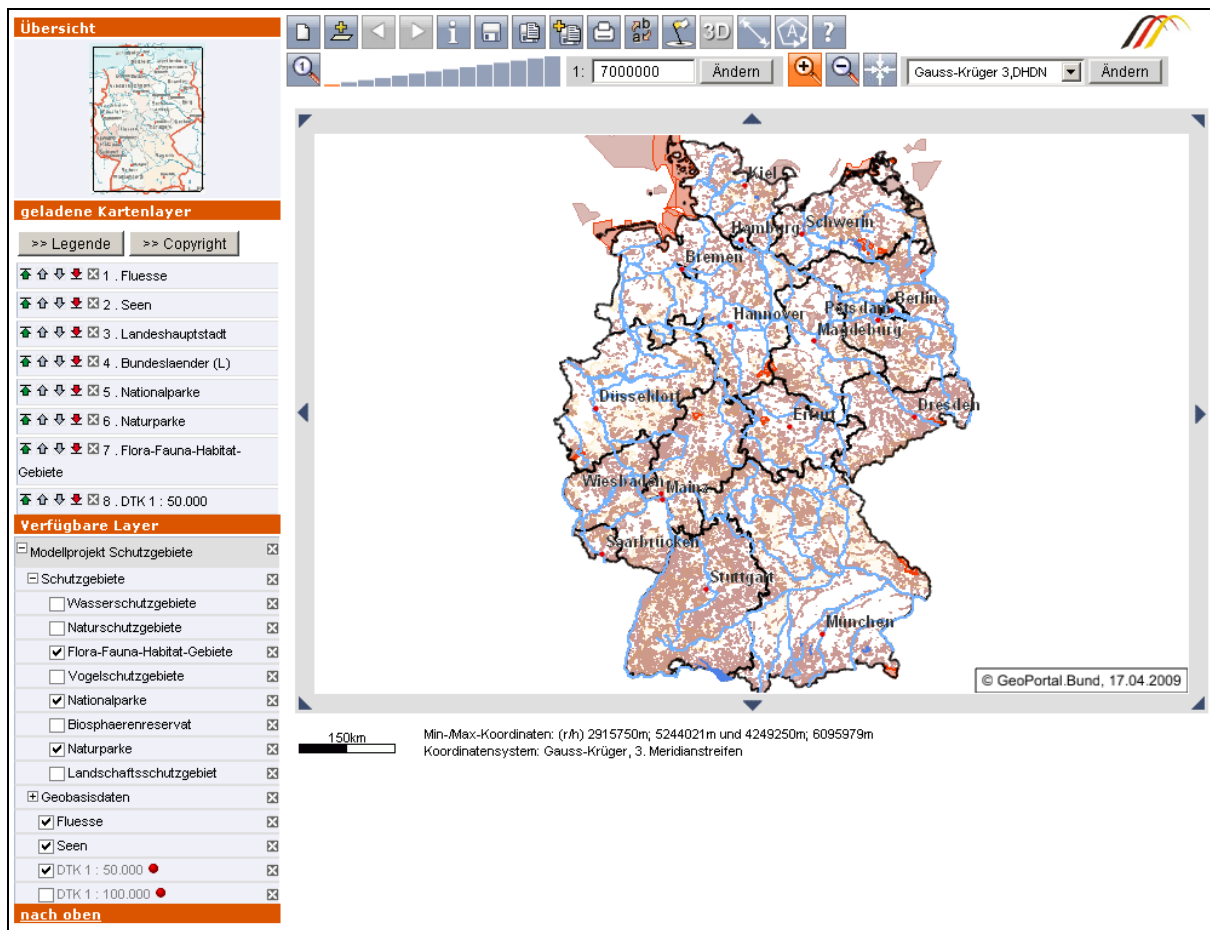 Übersicht
geladene Kartenlayer
>> Legende
>> Copyright
1 . Fluesse
2 . Seen
3 . Landeshauptstadt
4 . Bundeslaender (L)
5 . Nationalparke
6 . Naturparke
7 . Flora-Fauna-Habitat-
Gebiete
8 . DTK 1 : 50.000
Verfügbare Layer
Modellprojekt Schutzgebiete
Schutzgebiete
Wasserschutzgebiete
Naturschutzgebiete
Flora-Fauna-Habitat-Gebiete
Vogelschutzgebiete
Nationalparke
Biosphaerenreservat
Naturparke
Landschaftsschutzgebiet
Geobasisdaten
Fluesse
Seen
DTK 1 : 50.000
DTK 1 : 100.000
nach oben
3D
?
1: 7000000
Ändern
Gauss-Krüger 3,DHDN
Ändern
Kiel
Schwerin
Hamburg
Bremen
Berlin
Potsdam
Hannover
Magdeburg
Düsseldorf
Dresden
Erfurt
Wiesbaden
Mainz
Saarbrücken
Stuttgart
München
© GeoPortal.Bund, 17.04.2009
150km
Min-/Max-Koordinaten: (r/h) 2915750m; 5244021m und 4249250m; 6095979m
Koordinatensystem: Gauss-Krüger, 3. Meridianstreifen